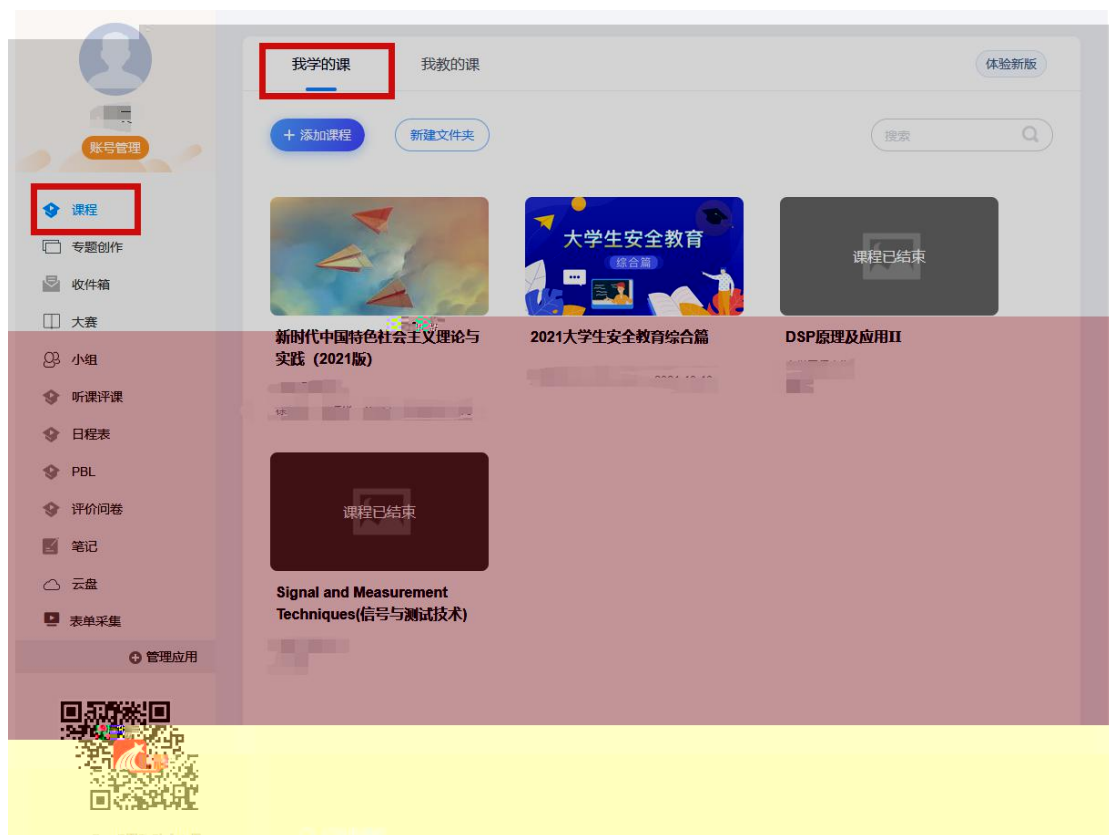 我学的课
我教的课
体验新版
添加课程
新建文件夹
搜索
账号管理
课程
专题创作
收件箱
大赛
小组
听课评课
日程表
PBL
评价问卷
笔记
云盘
表单采集
管理应用
大学生安全教育
综合篇
课程已结束
新时代中国特色社会主义理论与
实践（2021版）
2021大学生安全教育综合篇
DSP原理及应用II
课程已结束
Signal and Measurement
Techniques(信号与测试技术)